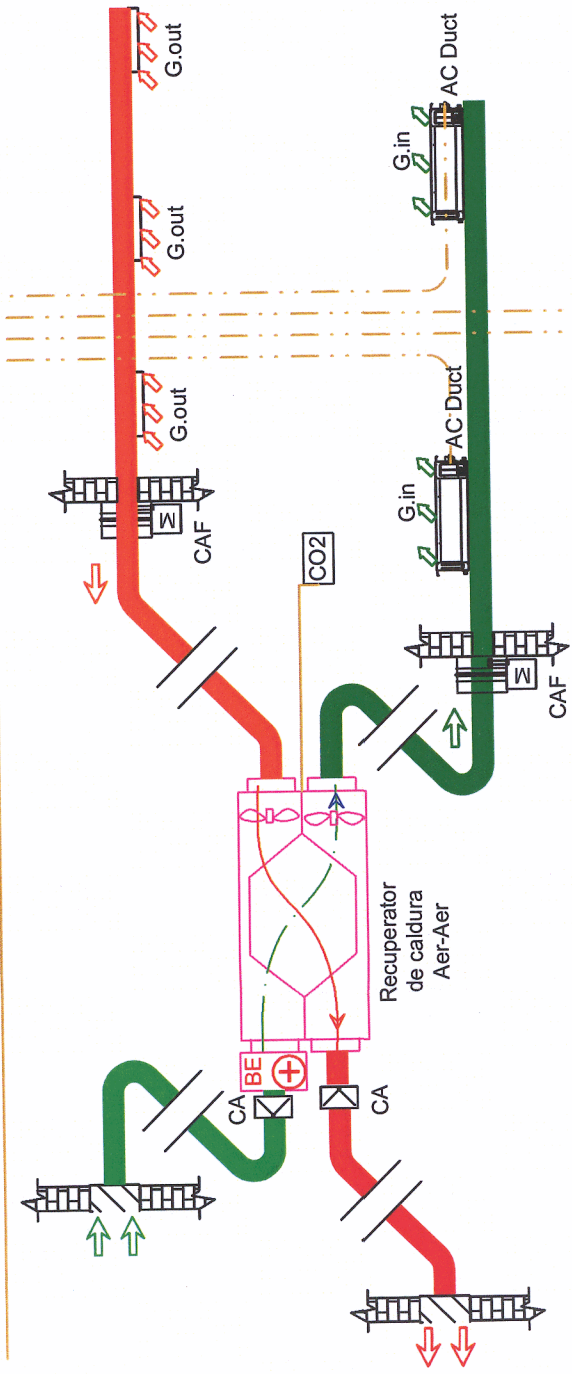 G.out
G.out
G.out
M
CAF
CO2
G.in
AC Duct
G.in
AC Duct
M
CAF
BE
CA
CA
Recuperator
de caldura
Aer-Aer